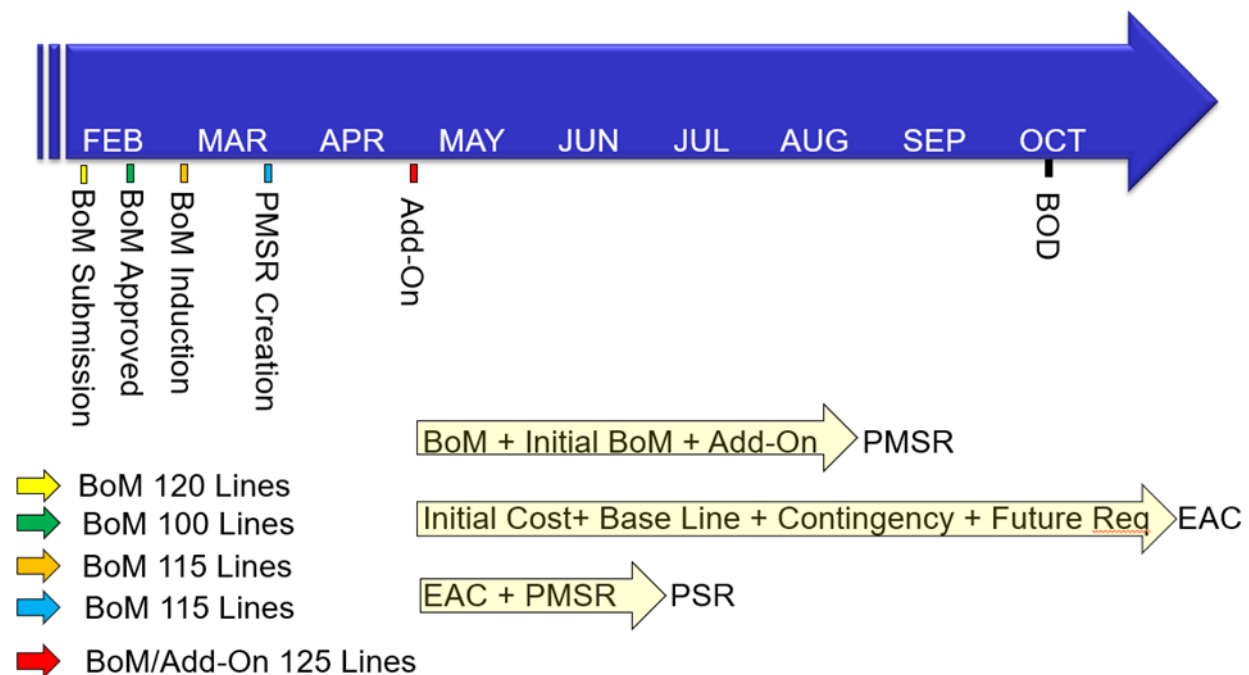 FEB MAR APR MAY JUN JUL AUG SEP OCT
BoM Submission
BoM Approved
BoM Induction
PMSR Creation
Add-On
BOD
BoM + Initial BoM + Add-On PMSR
Initial Cost+ Base Line + Contingency + Future Req EAC
EAC + PMSR PSR
BoM 120 Lines
BoM 100 Lines
BoM 115 Lines
BoM 115 Lines
BoM/Add-On 125 Lines